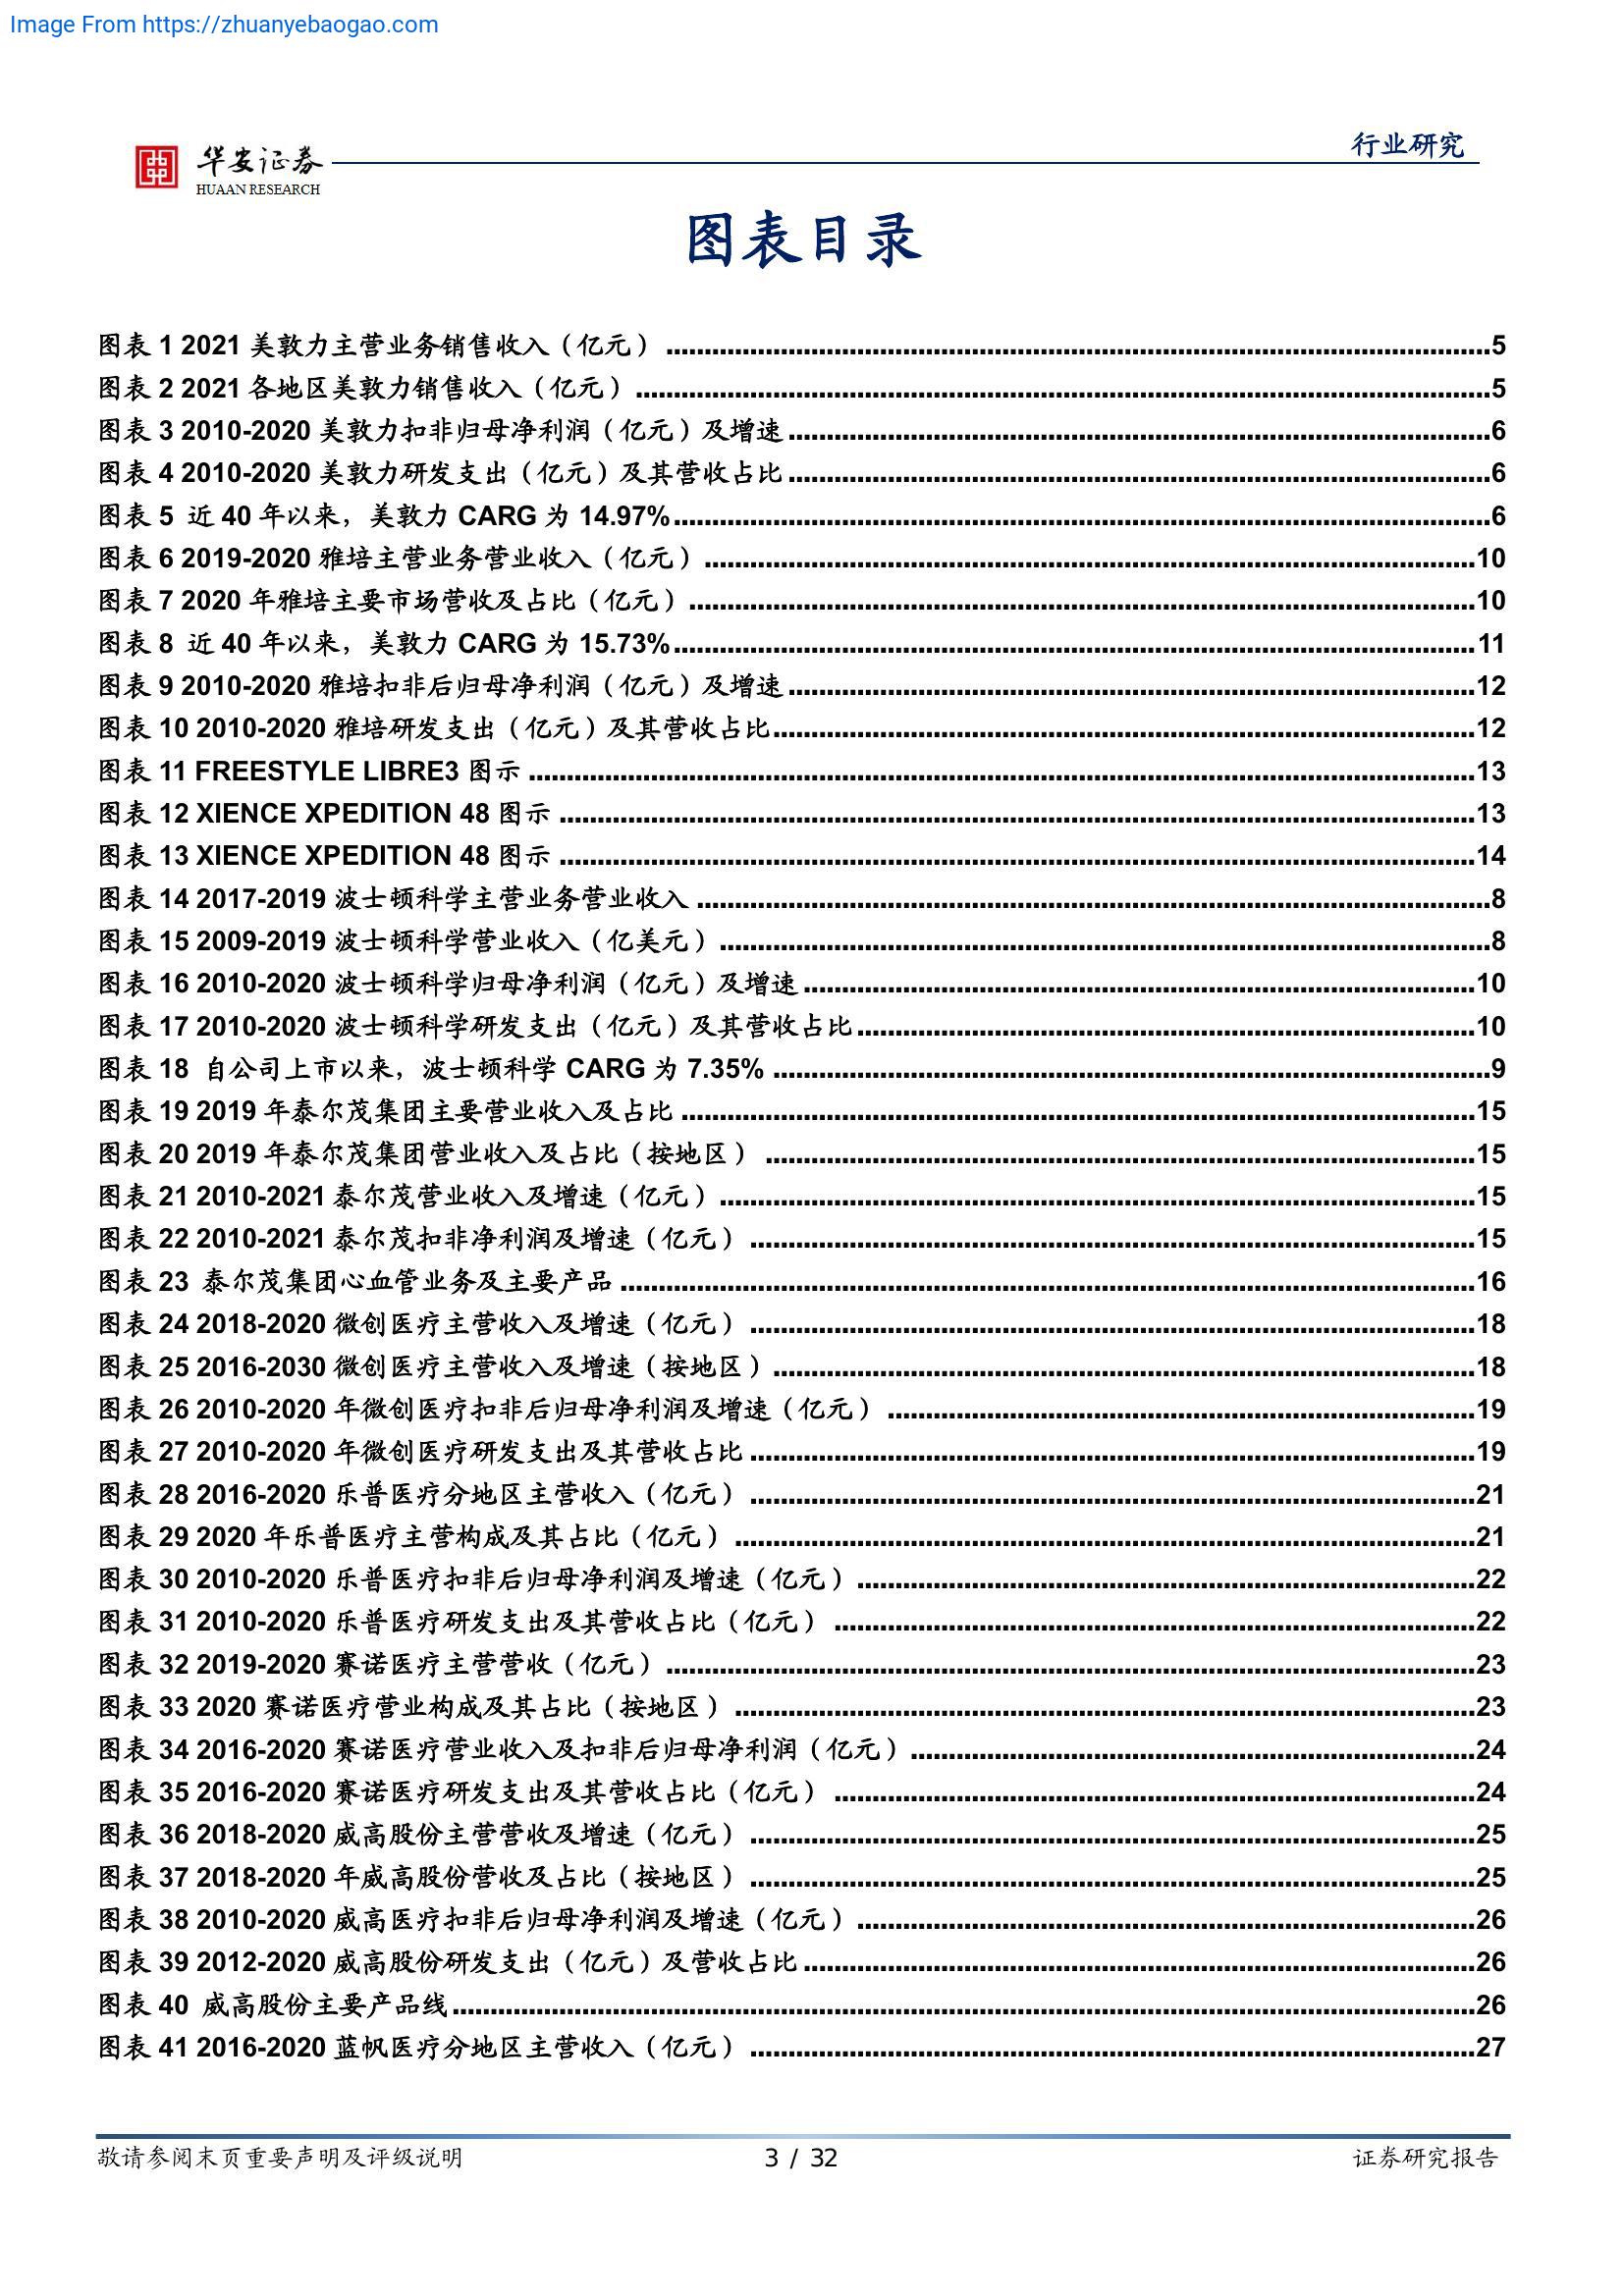 Image From https://zhuanyebaogao.com
华安证券
HUAAN RESEARCH
行业研究
图表目录
图表 1 2021 美敦力主营业务销售收入（亿元）5
图表 2 2021 各地区美敦力销售收入（亿元）5
图表 3 2010-2020 美敦力扣非归母净利润（亿元）及增速6
图表 4 2010-2020 美敦力研发支出（亿元）及其营收占比6
图表 5 近 40 年以来，美敦力 CARG 为 14.97%6
图表 6 2019-2020 雅培主营业务营业收入（亿元）10
图表 7 2020 年雅培主要市场营收及占比（亿元）10
图表 8 近 40 年以来，美敦力 CARG 为 15.73%11
图表 9 2010-2020 雅培扣非后归母净利润（亿元）及增速12
图表 10 2010-2020 雅培研发支出（亿元）及其营收占比12
图表 11 FREESTYLE LIBRE3 图示13
图表 12 XIENCE XPEDITION 48 图示13
图表 13 XIENCE XPEDITION 48 图示14
图表 14 2017-2019 波士顿科学主营业务营业收入8
图表 15 2009-2019 波士顿科学营业收入（亿美元）8
图表 16 2010-2020 波士顿科学归母净利润（亿元）及增速10
图表 17 2010-2020 波士顿科学研发支出（亿元）及其营收占比10
图表 18 自公司上市以来，波士顿科学 CARG 为 7.35%9
图表 19 2019 年泰尔茂集团主要营业收入及占比15
图表 20 2019 年泰尔茂集团营业收入及占比（按地区）15
图表 21 2010-2021 泰尔茂营业收入及增速（亿元）15
图表 22 2010-2021 泰尔茂扣非净利润及增速（亿元）15
图表 23 泰尔茂集团心血管业务及主要产品16
图表 24 2018-2020 微创医疗主营收入及增速（亿元）18
图表 25 2016-2030 微创医疗主营收入及增速（按地区）18
图表 26 2010-2020 年微创医疗扣非后归母净利润及增速（亿元）19
图表 27 2010-2020 年微创医疗研发支出及其营收占比19
图表 28 2016-2020 乐普医疗分地区主营收入（亿元）21
图表 29 2020 年乐普医疗主营构成及其占比（亿元）21
图表 30 2010-2020 乐普医疗扣非后归母净利润及增速（亿元）22
图表 31 2010-2020 乐普医疗研发支出及其营收占比（亿元）22
图表 32 2019-2020 赛诺医疗主营营收（亿元）23
图表 33 2020 赛诺医疗营业构成及其占比（按地区）23
图表 34 2016-2020 赛诺医疗营业收入及扣非后归母净利润（亿元）24
图表 35 2016-2020 赛诺医疗研发支出及其营收占比（亿元）24
图表 36 2018-2020 威高股份主营营收及增速（亿元）25
图表 37 2018-2020 年威高股份营收及占比（按地区）25
图表 38 2010-2020 威高医疗扣非后归母净利润及增速（亿元）26
图表 39 2012-2020 威高股份研发支出（亿元）及营收占比26
图表 40 威高股份主要产品线26
图表 41 2016-2020 蓝帆医疗分地区主营收入（亿元）27
敬请参阅末页重要声明及评级说明
3 / 32
证券研究报告